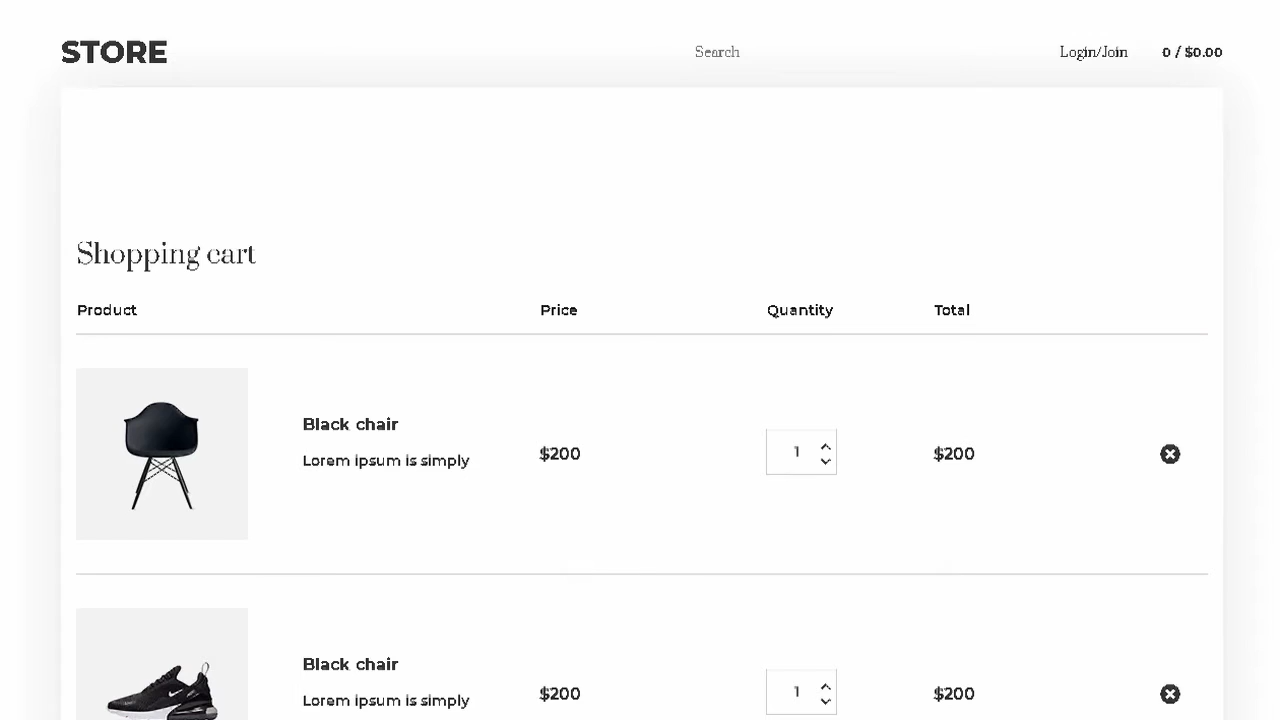 STORE
Search
Login/Join
0 / $0.00
Shopping cart
Product Price Quantity Total
Black chair
Lorem ipsum is simply
$200 1 $200
Black chair
Lorem ipsum is simply
$200 1 $200